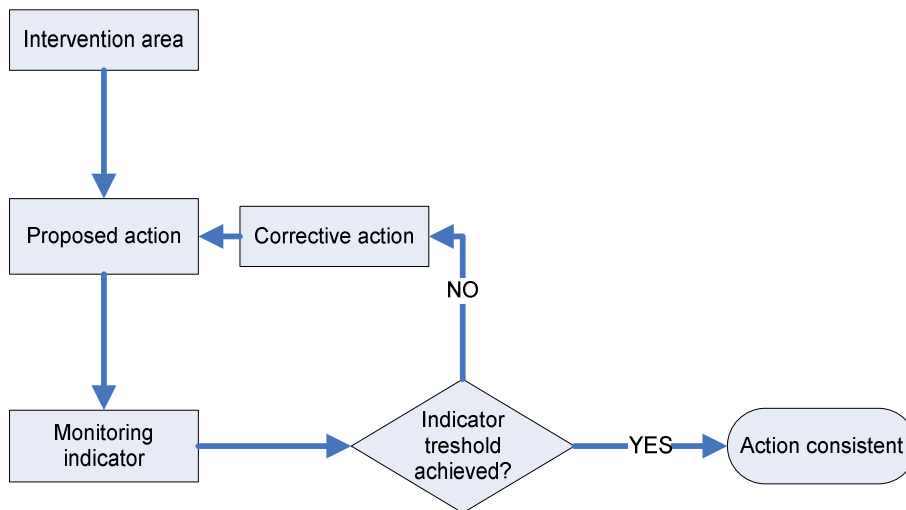 Intervention area
Proposed action
Corrective action
NO
Monitoring
indicator
Indicator
treshold
achieved?
YES
Action consistent